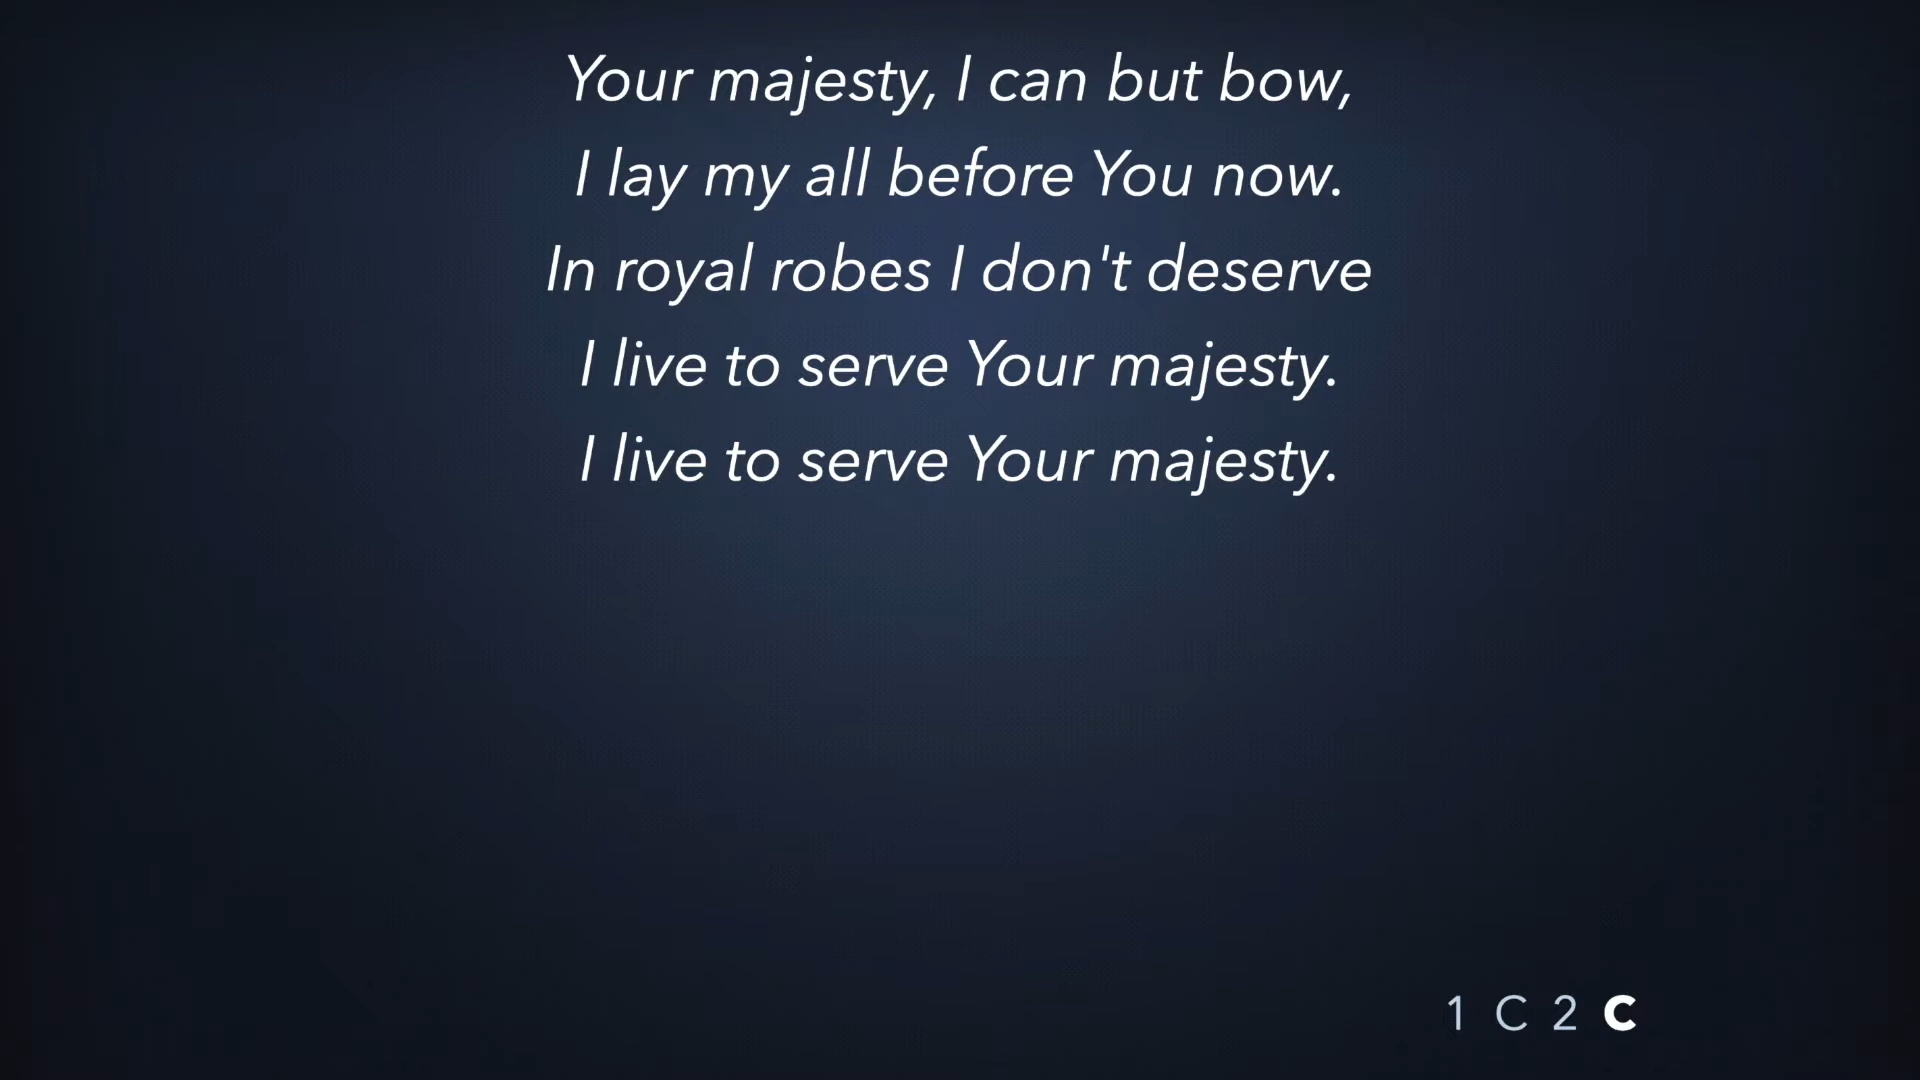 Your majesty, I can but bow,
I lay my all before You now.
In royal robes I don't deserve
I live to serve Your majesty.
I live to serve Your majesty.
1 C 2 C